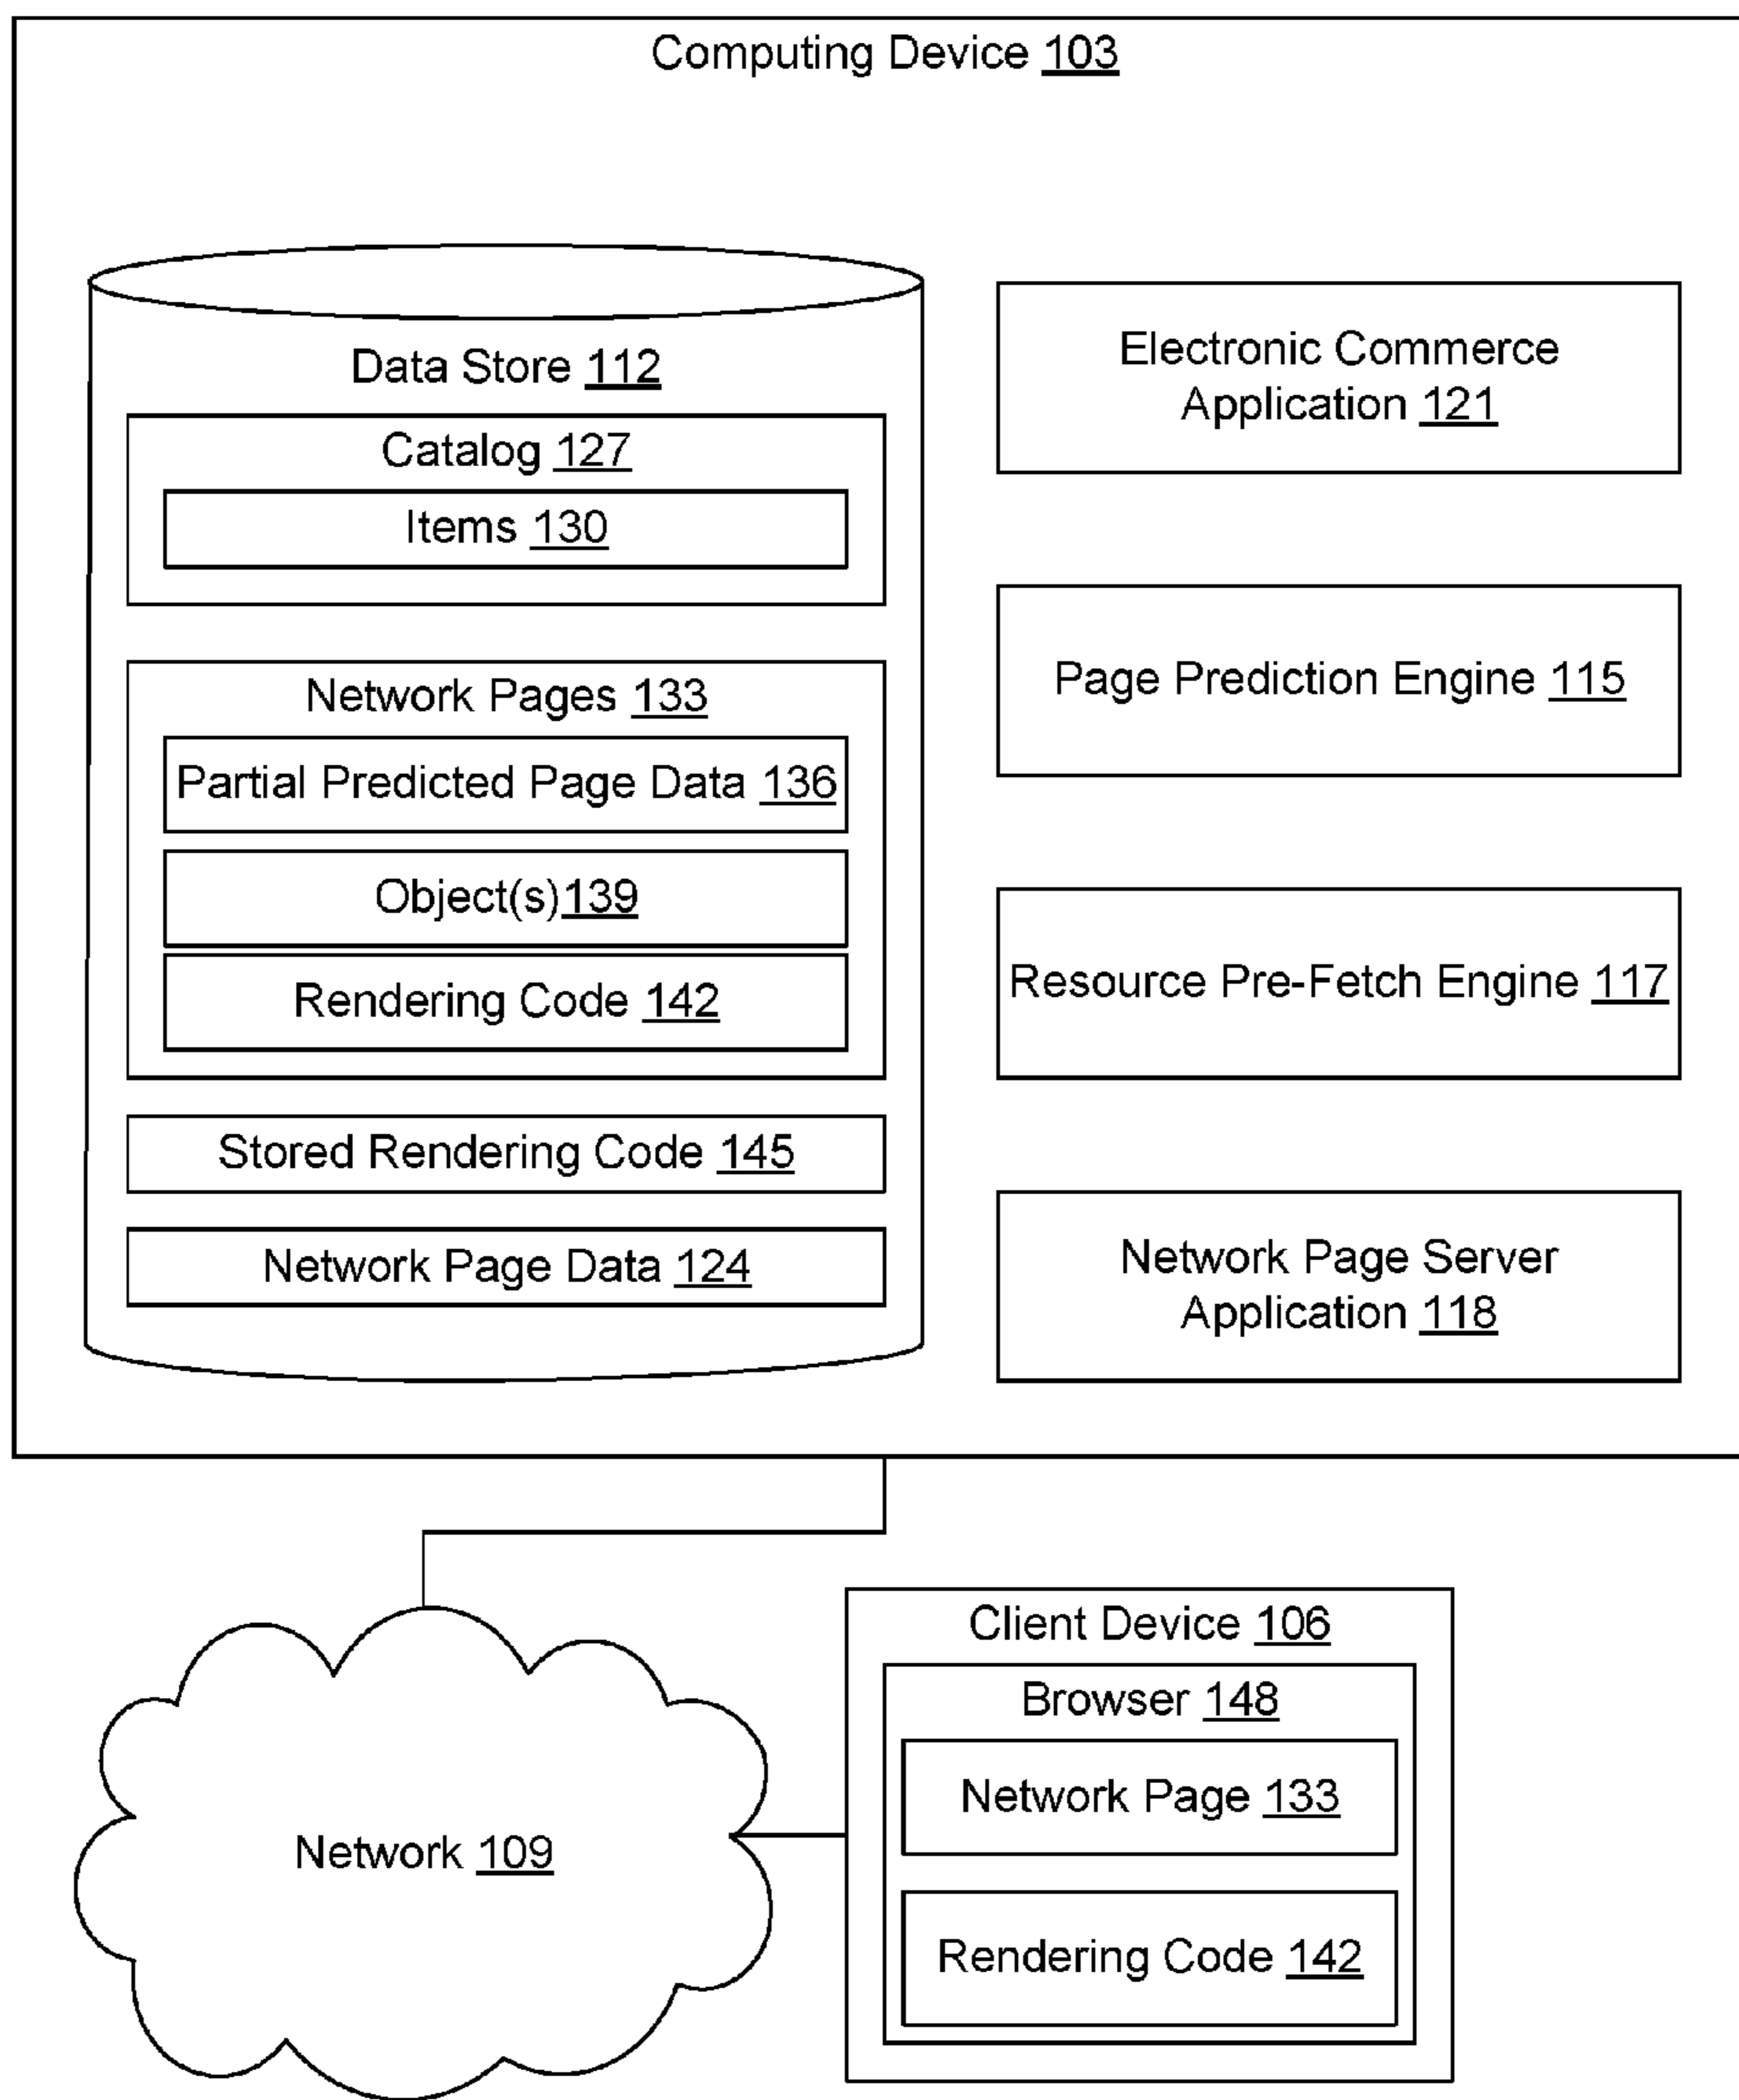 Computing Device 103
Data Store 112
Catalog 127
Items 130
Network Pages 133
Partial Predicted Page Data 136
Object(s)139
Rendering Code 142
Stored Rendering Code 145
Network Page Data 124
Electronic Commerce
Application 121
Page Prediction Engine 115
Resource Pre-Fetch Engine 117
Network Page Server
Application 118
Network 109
Client Device 106
Browser 148
Network Page 133
Rendering Code 142